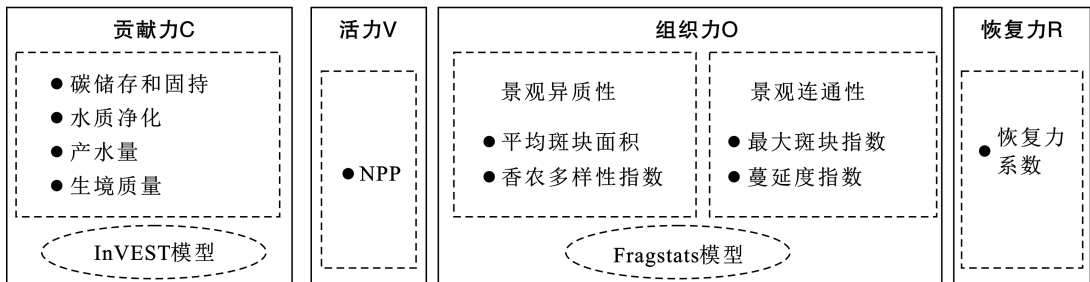 贡献力C
碳储存和固持
水质净化
产水量
生境质量
InVEST模型
活力V
NPP
组织力O
景观异质性
平均斑块面积
香农多样性指数
景观连通性
最大斑块指数
蔓延度指数
Fragstats模型
恢复力R
恢复力
系数